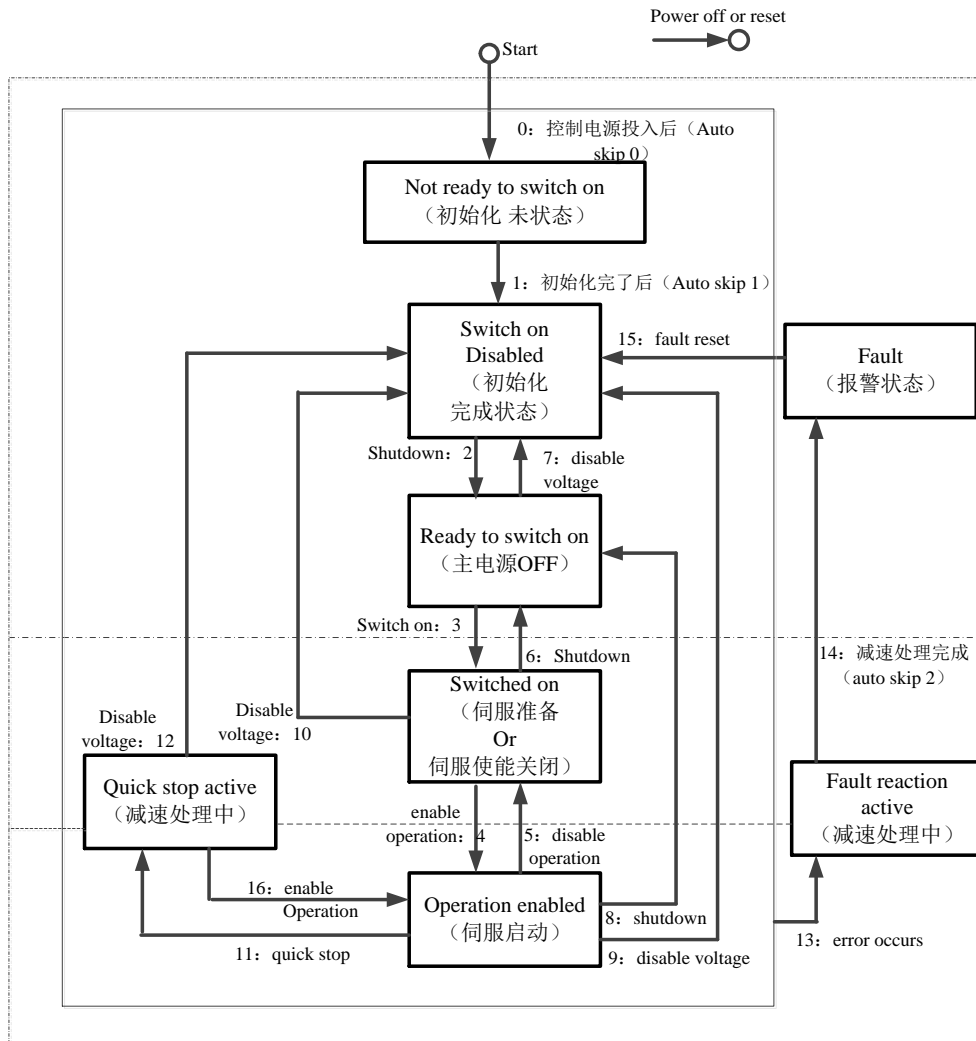 Power off or reset
Start
0：控制电源投入后（Auto
skip 0）
Not ready to switch on
（初始化 未状态）
1：初始化完了后（Auto skip 1）
Switch on
Disabled
（初始化
完成状态）
15：fault reset
Fault
（报警状态）
Shutdown：2
7：disable
voltage
Ready to switch on
（主电源OFF）
Switch on：3
6：Shutdown
14：减速处理完成
（auto skip 2）
Switched on
（伺服准备
Or
伺服使能关闭）
Disable
voltage：12
Disable
voltage：10
Quick stop active
（减速处理中）
Fault reaction
active
（减速处理中）
enable
operation：4
5：disable
operation
16：enable
Operation
Operation enabled
（伺服启动）
8：shutdown
11：quick stop
9：disable voltage
13：error occurs